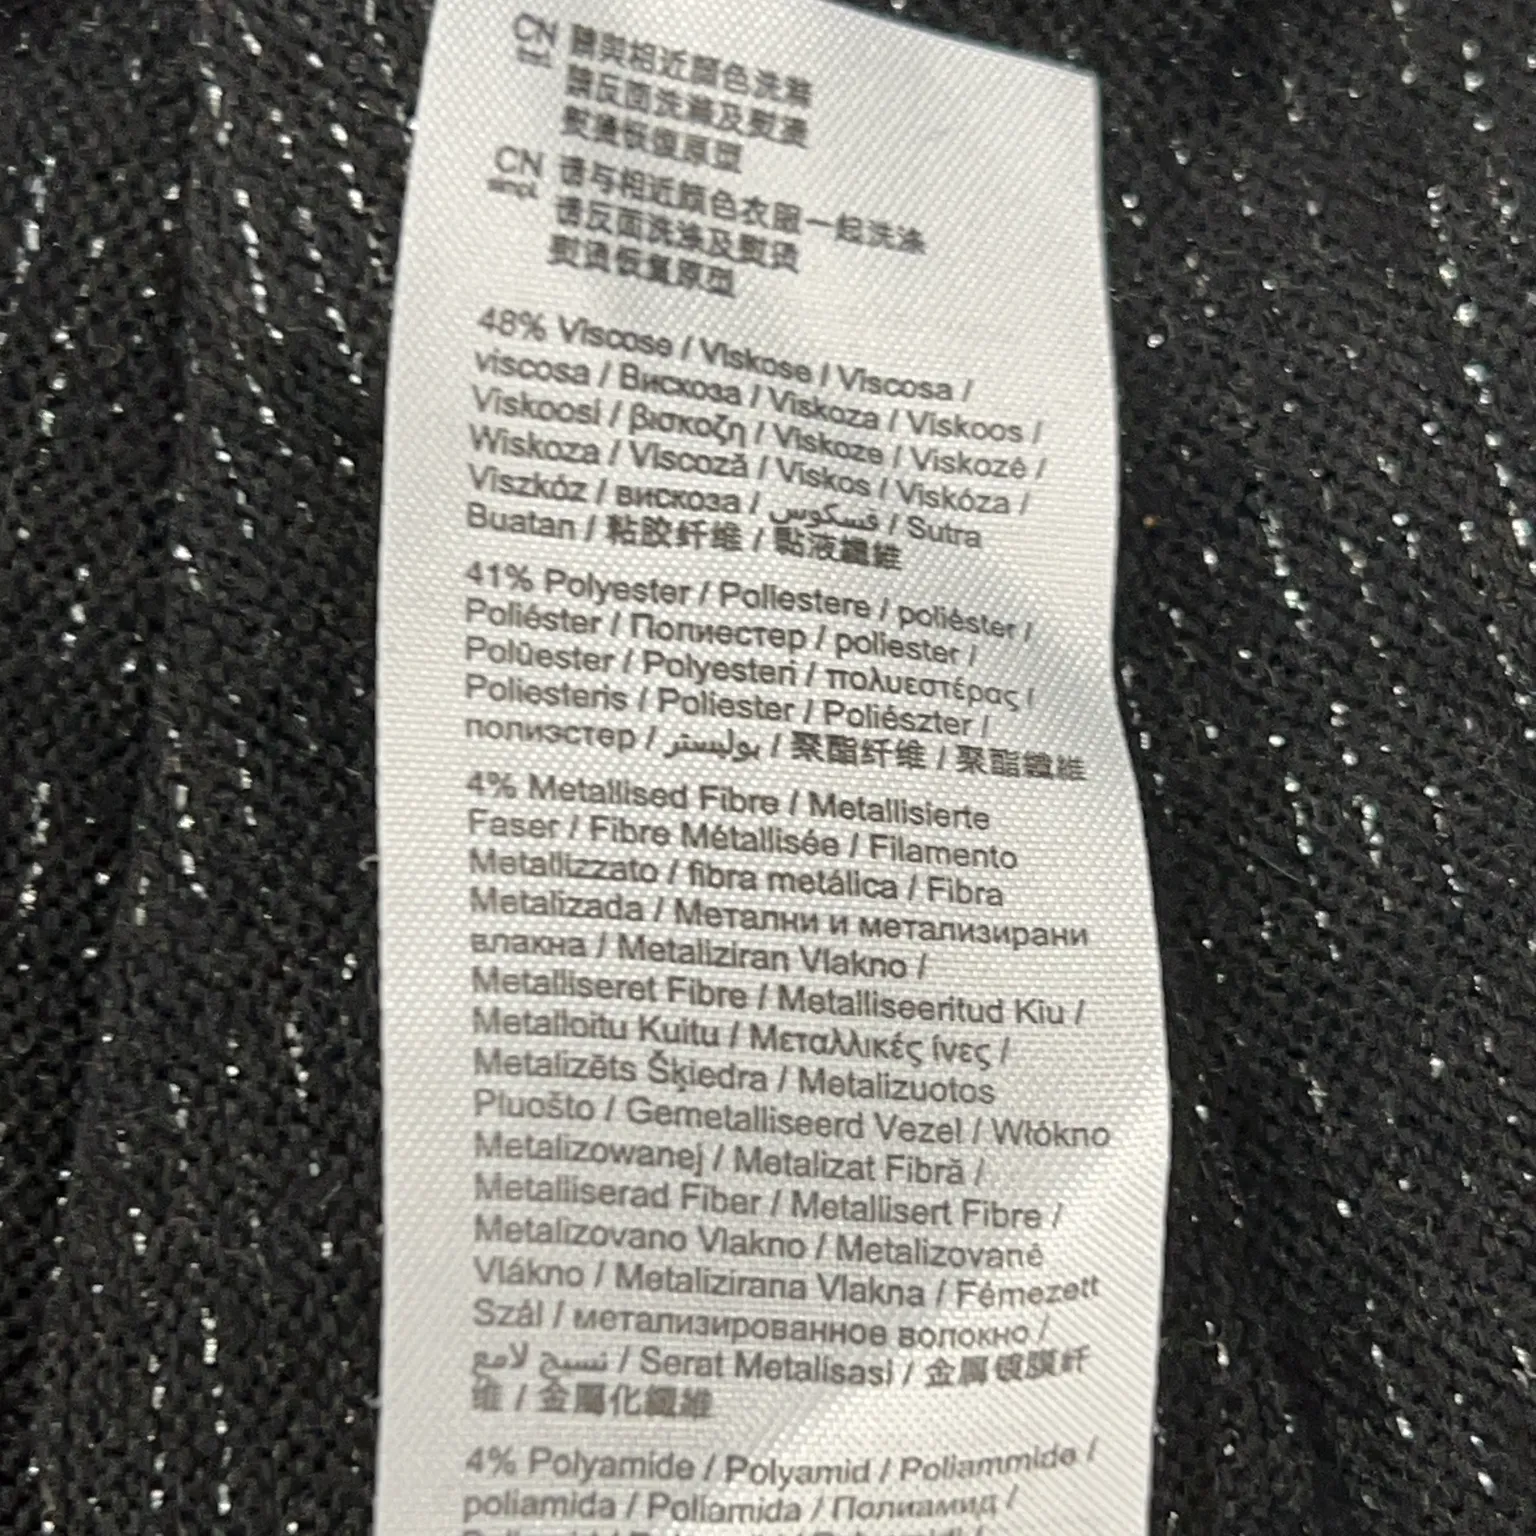 CN 請與相近顏色洗滌
請反面洗滌及熨燙
熨燙恢復原型
CN 请与相近颜色衣服一起洗涤
simpl. 请反面洗涤及熨烫
熨烫恢复原型
48% Viscose / Viskose / Viscosa /
viscosa / Вискоза / Viskoza / Viskoos /
Viskoosi / βισκοζη / Viskoze / Viskozė /
Wiskoza / Viscoză / Viskos / Viskóza /
Viszkóz / вискоза / فسكوس / Sutra
Buatan / 粘胶纤维 / 黏液纖維
41% Polyester / Poliestere / poliéster /
Poliéster / Полиестер / poliester /
Polüester / Polyesteri / πολυεστέρας /
Poliesteris / Poliester / Poliészter /
полиэстер / بوليستر / 聚酯纤维 / 聚酯纖維
4% Metallised Fibre / Metallisierte
Faser / Fibre Métallisée / Filamento
Metallizzato / fibra metálica / Fibra
Metalizada / Метални и метализирани
влакна / Metaliziran Vlakno /
Metalliseret Fibre / Metalliseeritud Kiu /
Metalloitu Kuitu / Μεταλλικές ίνες /
Metalizēts Šķiedra / Metalizuotos
Pluošto / Gemetalliseerd Vezel / Włókno
Metalizowanej / Metalizat Fibră /
Metalliserad Fiber / Metallisert Fibre /
Metalizovano Vlakno / Metalizované
Vlákno / Metalizirana Vlakna / Fémezett
Szál / метализированное волокно /
نسيج لامع / Serat Metalisasi / 金属镀膜纤
维 / 金屬化纖維
4% Polyamide / Polyamid / Poliammide /
poliamida / Poliamida / Полиамид /